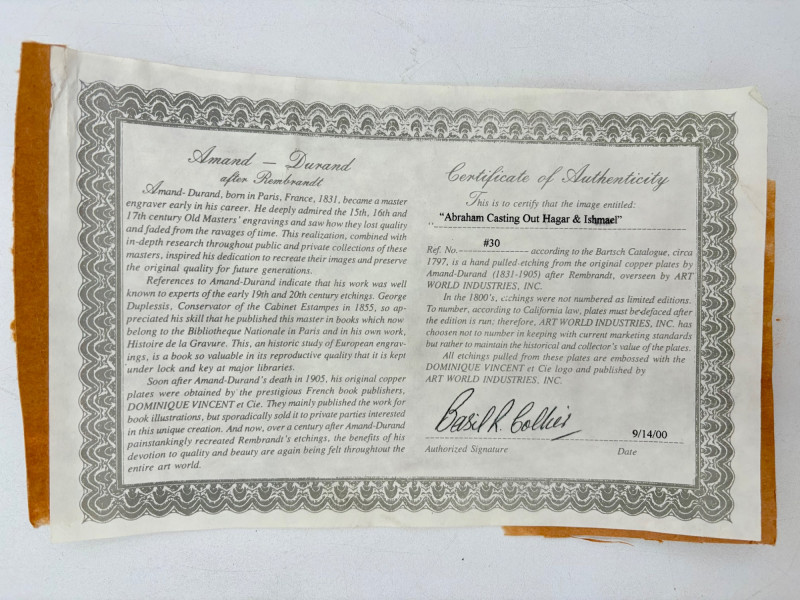 Amand — Durand
after Rembrandt
Amand-Durand, born in Paris, France, 1831, became a master
engraver early in his career. He deeply admired the 15th, 16th and
17th century Old Masters' engravings and saw how they lost quality
and faded from the ravages of time. This realization, combined with
in-depth research throughout public and private collections of these
masters, inspired his dedication to recreate their images and preserve
the original quality for future generations.
References to Amand-Durand indicate that his work was well
known to experts of the early 19th and 20th century etchings. George
Duplessis, Conservator of the Cabinet Estampes in 1855, so ap-
preciated his skill that he published this master in books which now
belong to the Bibliotheque Nationale in Paris and in his own work,
Histoire de la Gravure. This, an historic study of European engrav-
ings, is a book so valuable in its reproductive quality that it is kept
under lock and key at major libraries.
Soon after Amand-Durand's death in 1905, his original copper
plates were obtained by the prestigious French book publishers,
DOMINIQUE VINCENT et Cie. They mainly published the work for
book illustrations, but sporadically sold it to private parties interested
in this unique creation. And now, over a century after Amand-Durand
painstankingly recreated Rembrandt's etchings, the benefits of his
devotion to quality and beauty are again being felt throughtout the
entire art world.
Certificate of Authenticity
This is to certify that the image entitled:
"Abraham Casting Out Hagar & Ishmael"
Ref. No. #30 according to the Bartsch Catalogue, circa
1797, is a hand pulled etching from the original copper plates by
Amand-Durand (1831-1905) after Rembrandt, overseen by ART
WORLD INDUSTRIES, INC.
In the 1800's, etchings were not numbered as limited editions.
To number, according to California law, plates must be defaced after
the edition is run; therefore, ART WORLD INDUSTRIES, INC. has
choosen not to number in keeping with current marketing standards
but rather to maintain the historical and collector's value of the plates.
All etchings pulled from these plates are embossed with the
DOMINIQUE VINCENT et Cie logo and published by
ART WORLD INDUSTRIES, INC.
Basil R. Collier
9/14/00
Authorized Signature Date